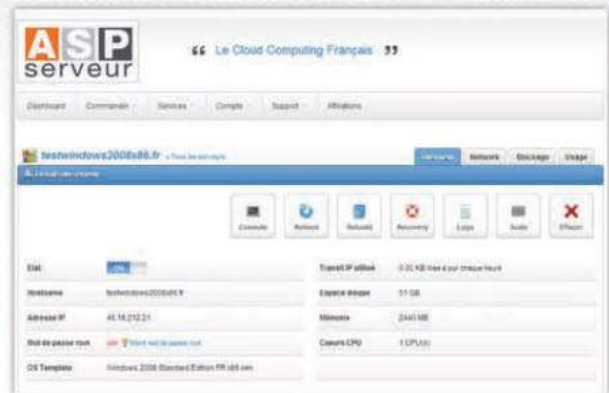 ASP
serveur
“ Le Cloud Computing Français ”
Dashboard Commander Services Compte Support Affiliations
testwindows2008x86.fr
Network Stockage Usage
Console Reboot Rebuild Recovery Logs Scale Effacer
Etat ON Transit IP utilisé 0.00 KB mise à jour chaque heure
Hostname testwindows2008x86.fr Espace disque 51 GB
Adresse IP Mémoire 2440 MB
Mot de passe root Coeurs CPU 1 CPU(s)
OS Template Windows 2008 Standard Edition FR x86 xen